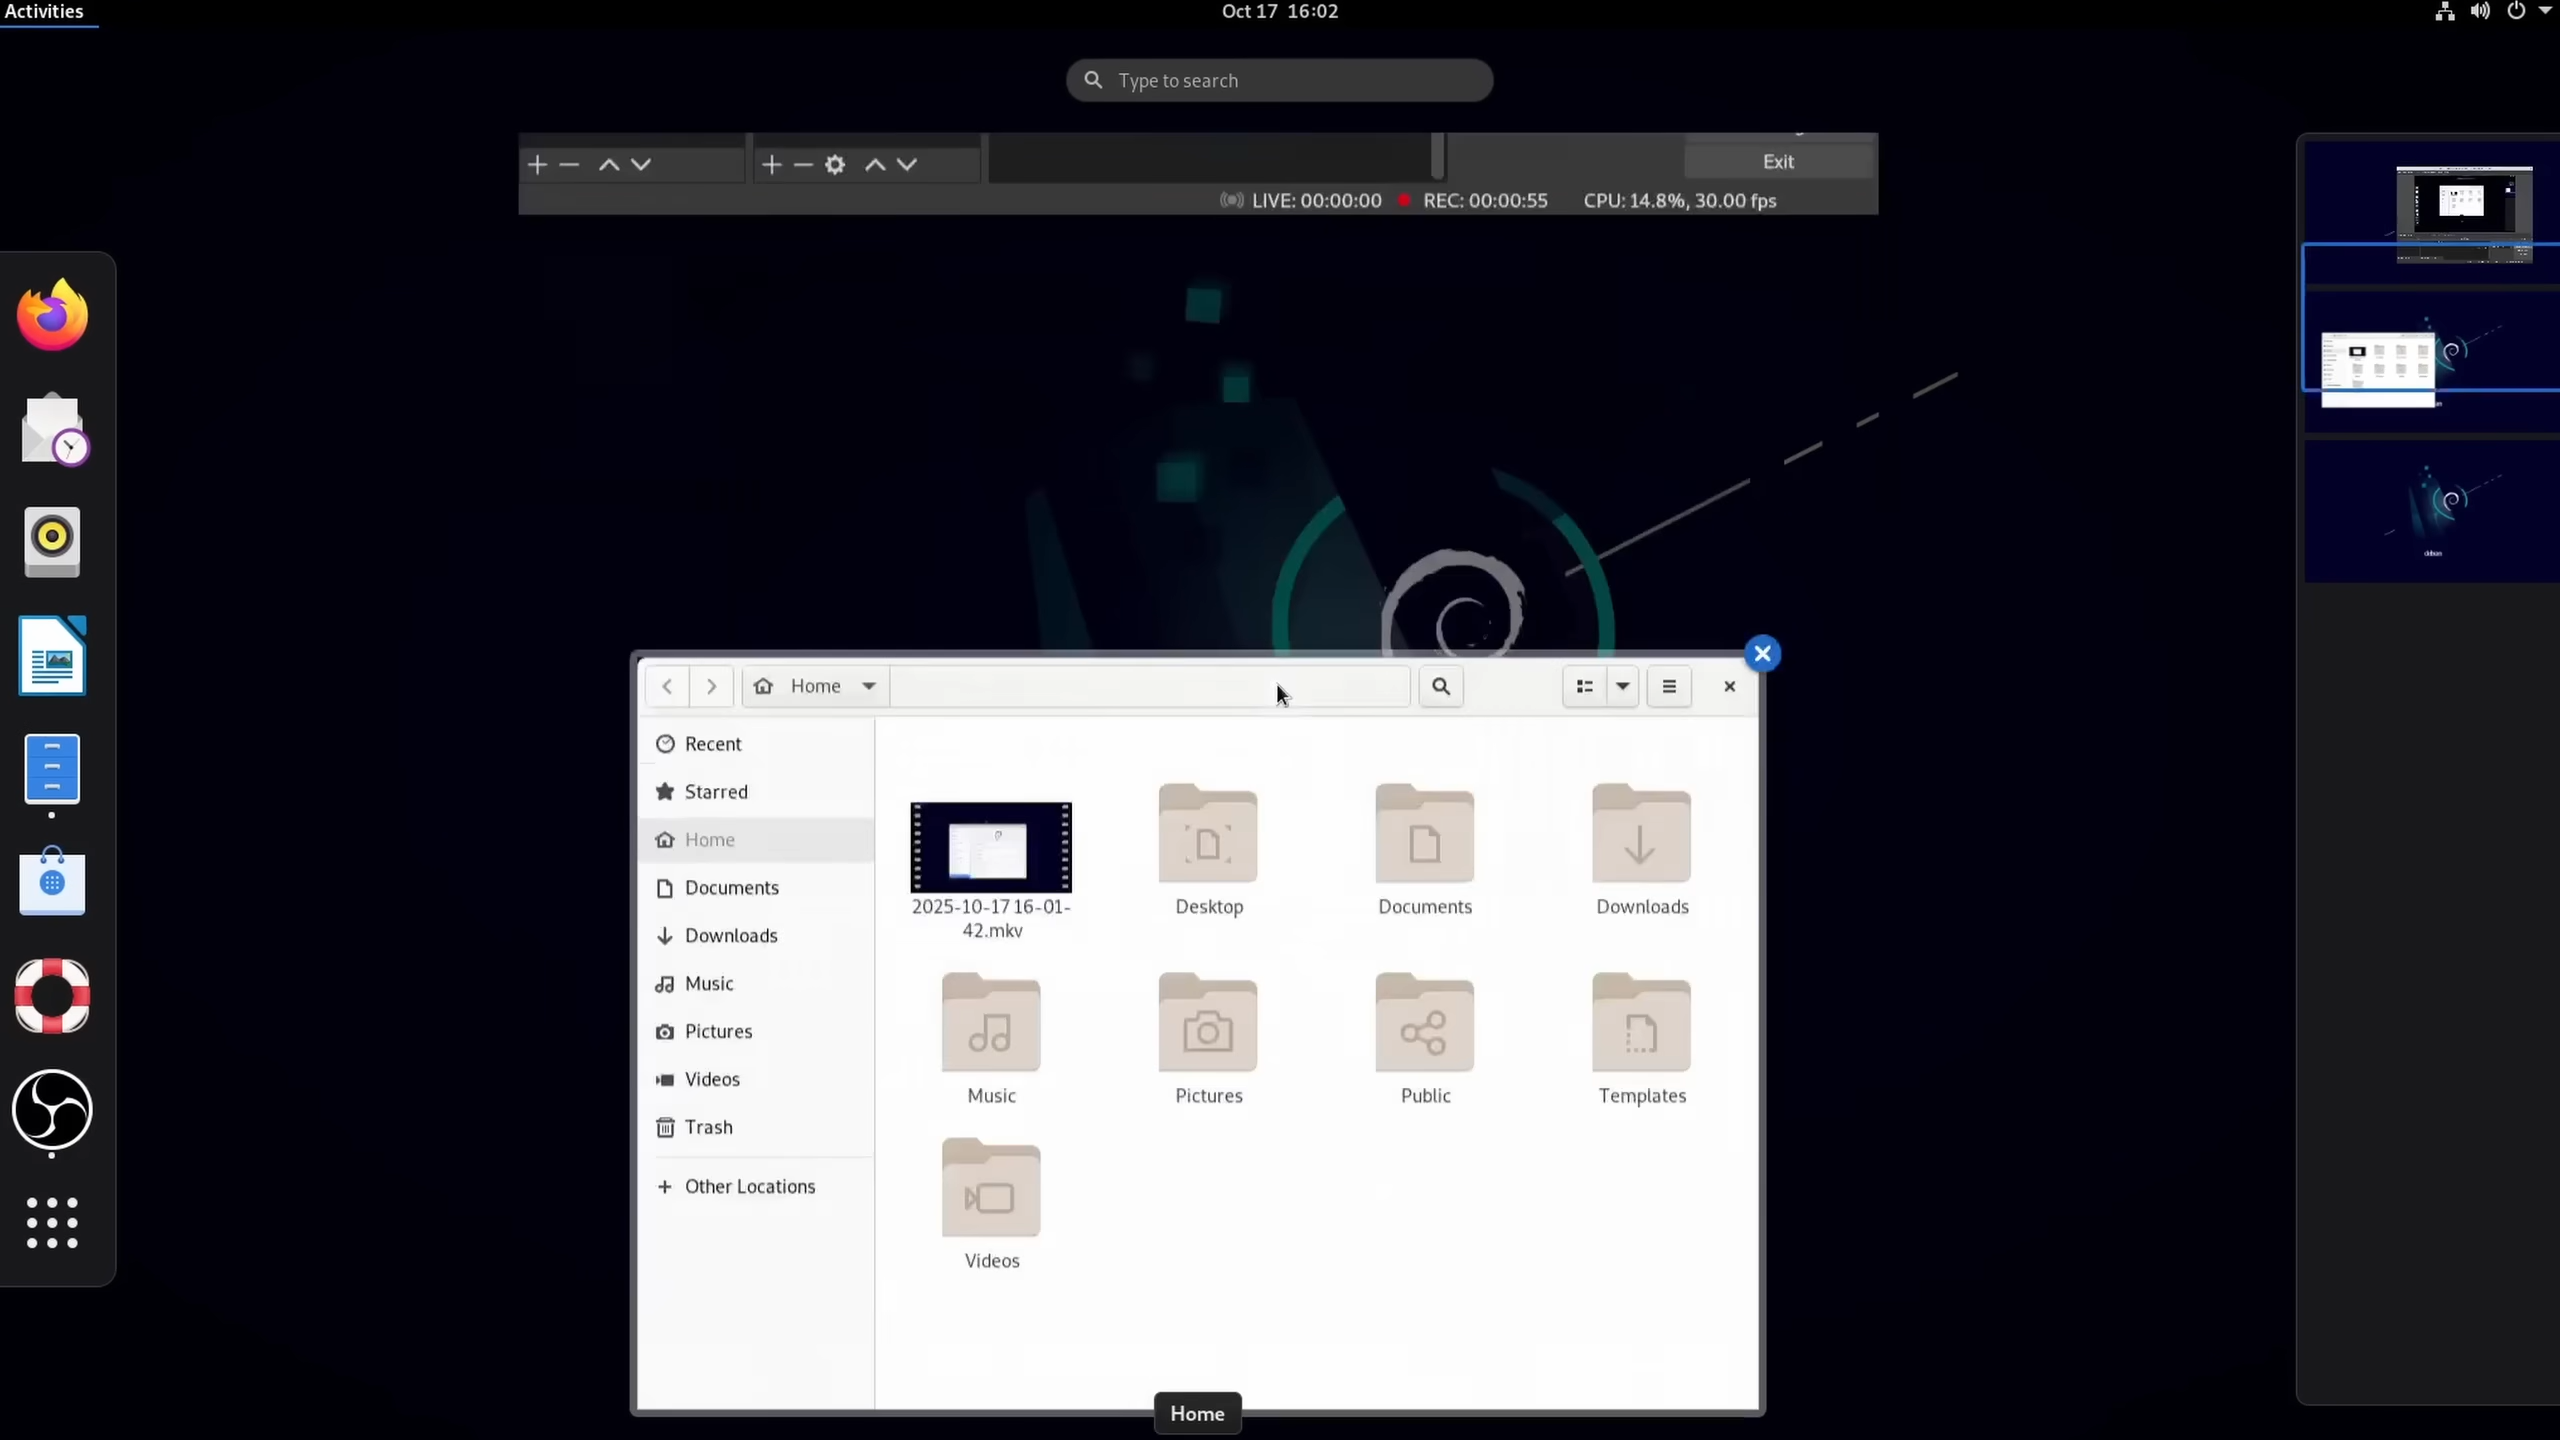 Activities
Oct 17 16:02
Type to search
Exit
LIVE: 00:00:00 REC: 00:00:55 CPU: 14.8%, 30.00 fps
Home
Recent
Starred
Home
Documents
Downloads
Music
Pictures
Videos
Trash
Other Locations
2025-10-17 16-01-
42.mkv
Desktop
Documents
Downloads
Music
Pictures
Public
Templates
Videos
Home
debian